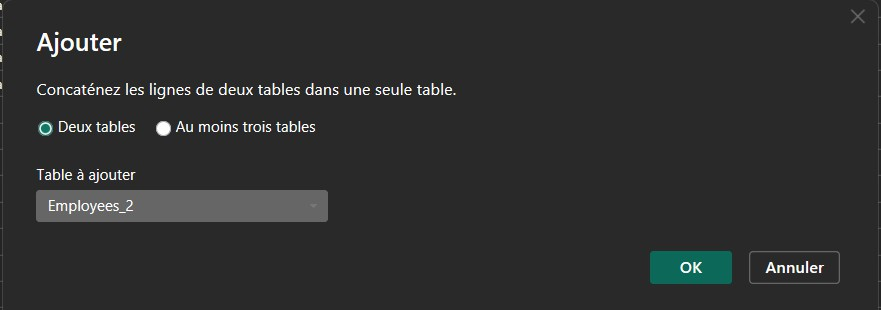 Ajouter
Concaténez les lignes de deux tables dans une seule table.
Deux tables Au moins trois tables
Table à ajouter
Employees_2
OK Annuler